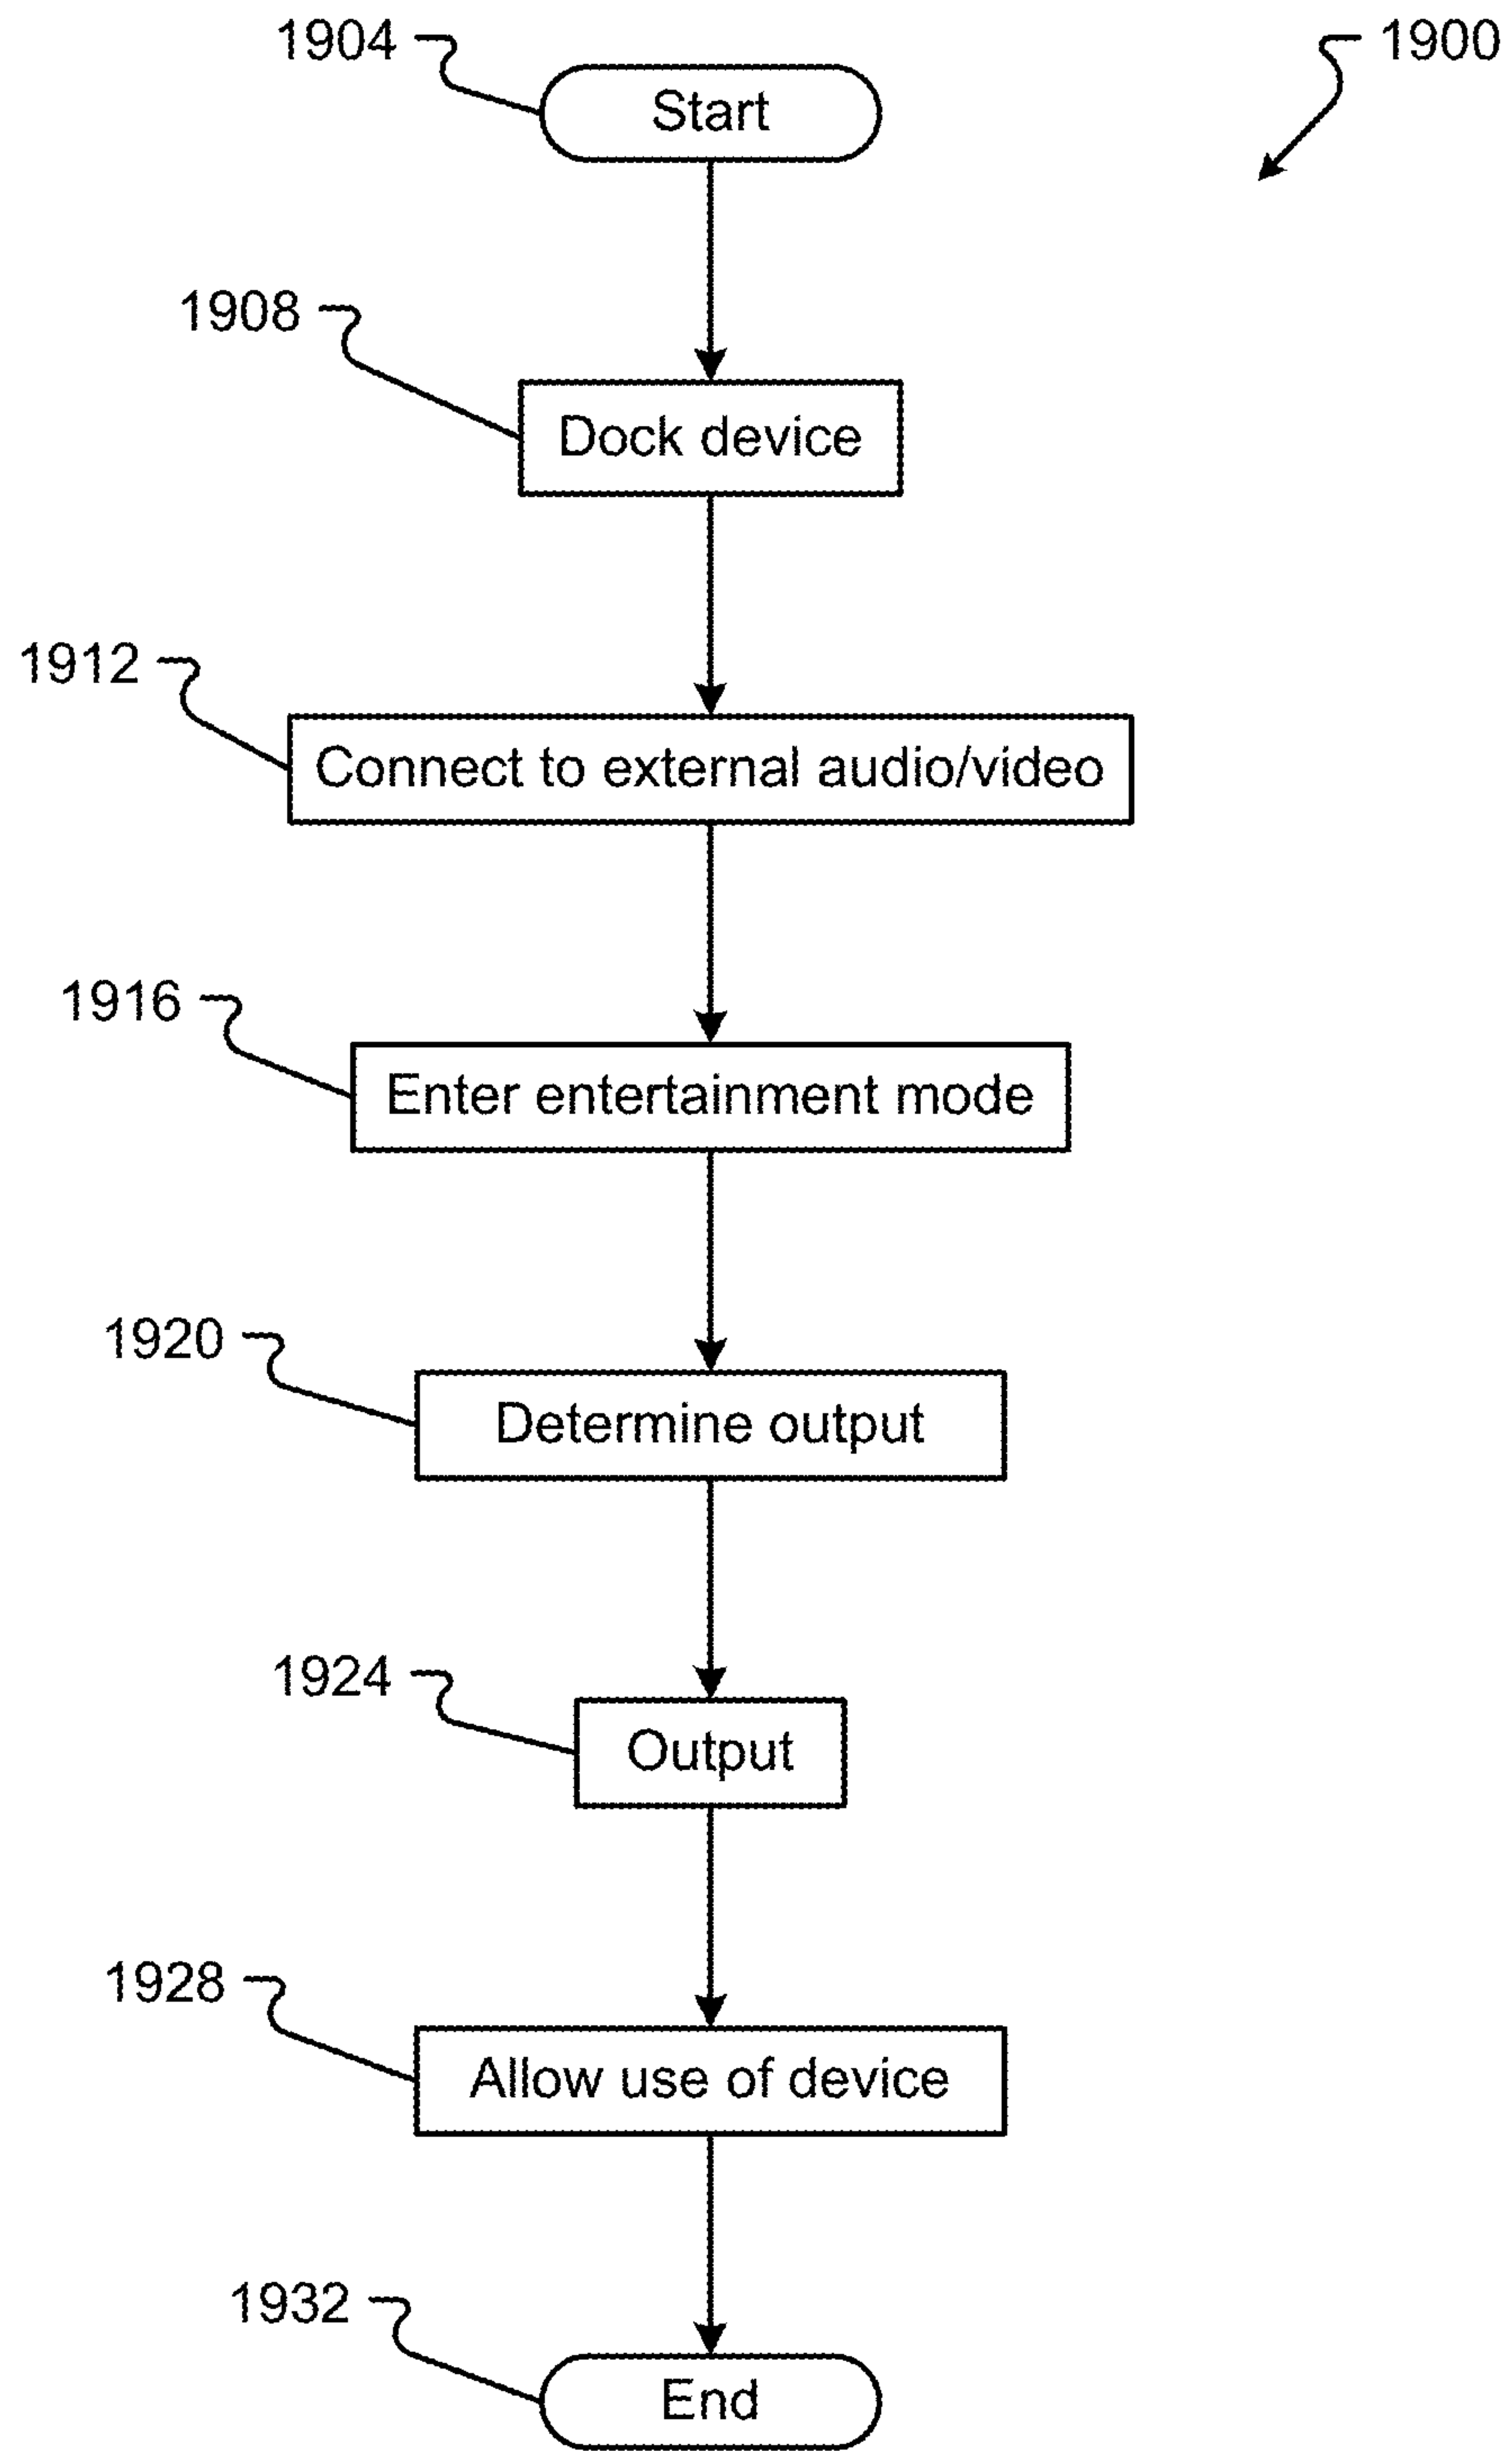 1904
1900
Start
1908
Dock device
1912
Connect to external audio/video
1916
Enter entertainment mode
1920
Determine output
1924
Output
1928
Allow use of device
1932
End